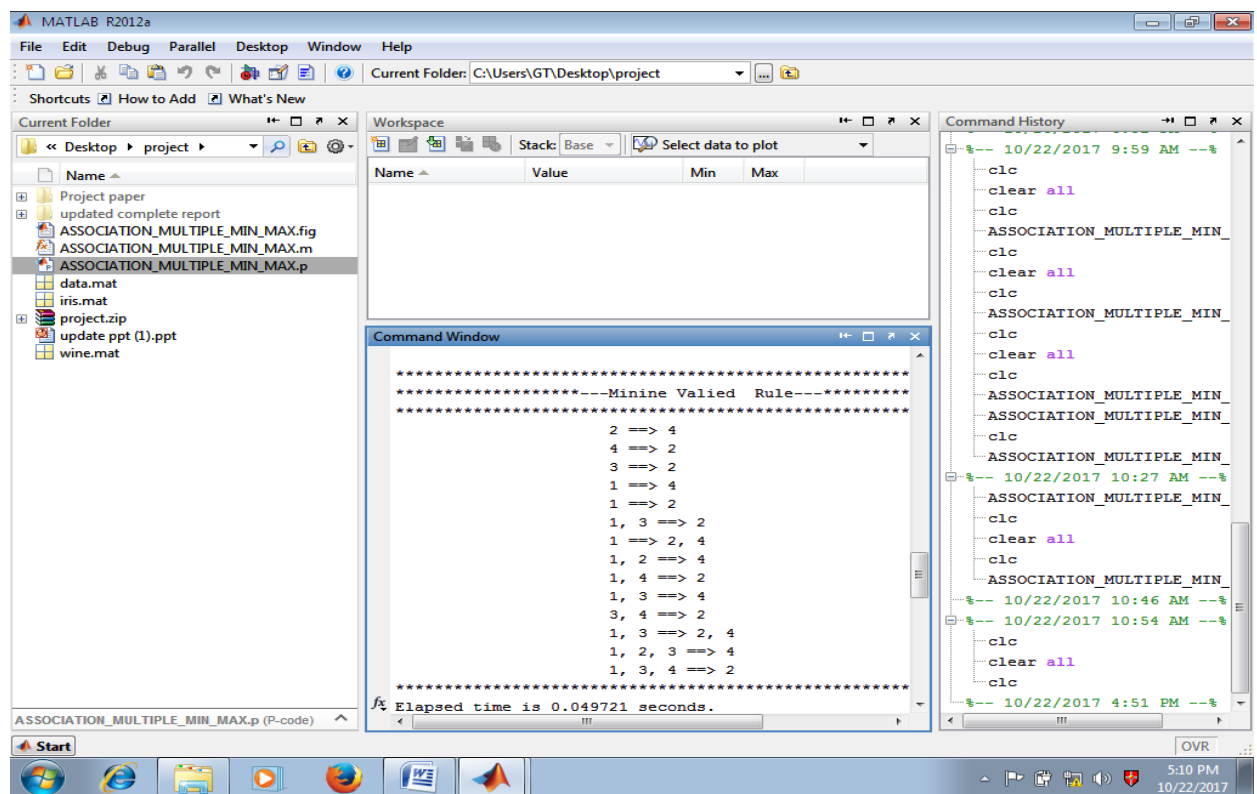 MATLAB R2012a
File Edit Debug Parallel Desktop Window Help
Current Folder: C:\Users\GT\Desktop\project
Shortcuts How to Add What's New
Current Folder
« Desktop ▸ project ▸
Name
Project paper
updated complete report
ASSOCIATION_MULTIPLE_MIN_MAX.fig
ASSOCIATION_MULTIPLE_MIN_MAX.m
ASSOCIATION_MULTIPLE_MIN_MAX.p
data.mat
iris.mat
project.zip
update ppt (1).ppt
wine.mat
ASSOCIATION_MULTIPLE_MIN_MAX.p (P-code)
Workspace
Stack: Base Select data to plot
Name Value Min Max
Command Window
*****************************************************
*******************---Minine Valied  Rule---*********
*****************************************************
2 ==> 4
4 ==> 2
3 ==> 2
1 ==> 4
1 ==> 2
1, 3 ==> 2
1 ==> 2, 4
1, 2 ==> 4
1, 4 ==> 2
1, 3 ==> 4
3, 4 ==> 2
1, 3 ==> 2, 4
1, 2, 3 ==> 4
1, 3, 4 ==> 2
*****************************************************
fx Elapsed time is 0.049721 seconds.
Command History
%-- 10/22/2017 9:59 AM --%
clc
clear all
clc
ASSOCIATION_MULTIPLE_MIN_
clc
clear all
clc
ASSOCIATION_MULTIPLE_MIN_
clc
clear all
clc
ASSOCIATION_MULTIPLE_MIN_
ASSOCIATION_MULTIPLE_MIN_
clc
ASSOCIATION_MULTIPLE_MIN_
%-- 10/22/2017 10:27 AM --%
ASSOCIATION_MULTIPLE_MIN_
clc
clear all
clc
ASSOCIATION_MULTIPLE_MIN_
%-- 10/22/2017 10:46 AM --%
%-- 10/22/2017 10:54 AM --%
clc
clear all
clc
%-- 10/22/2017 4:51 PM --%
Start
OVR
5:10 PM
10/22/2017